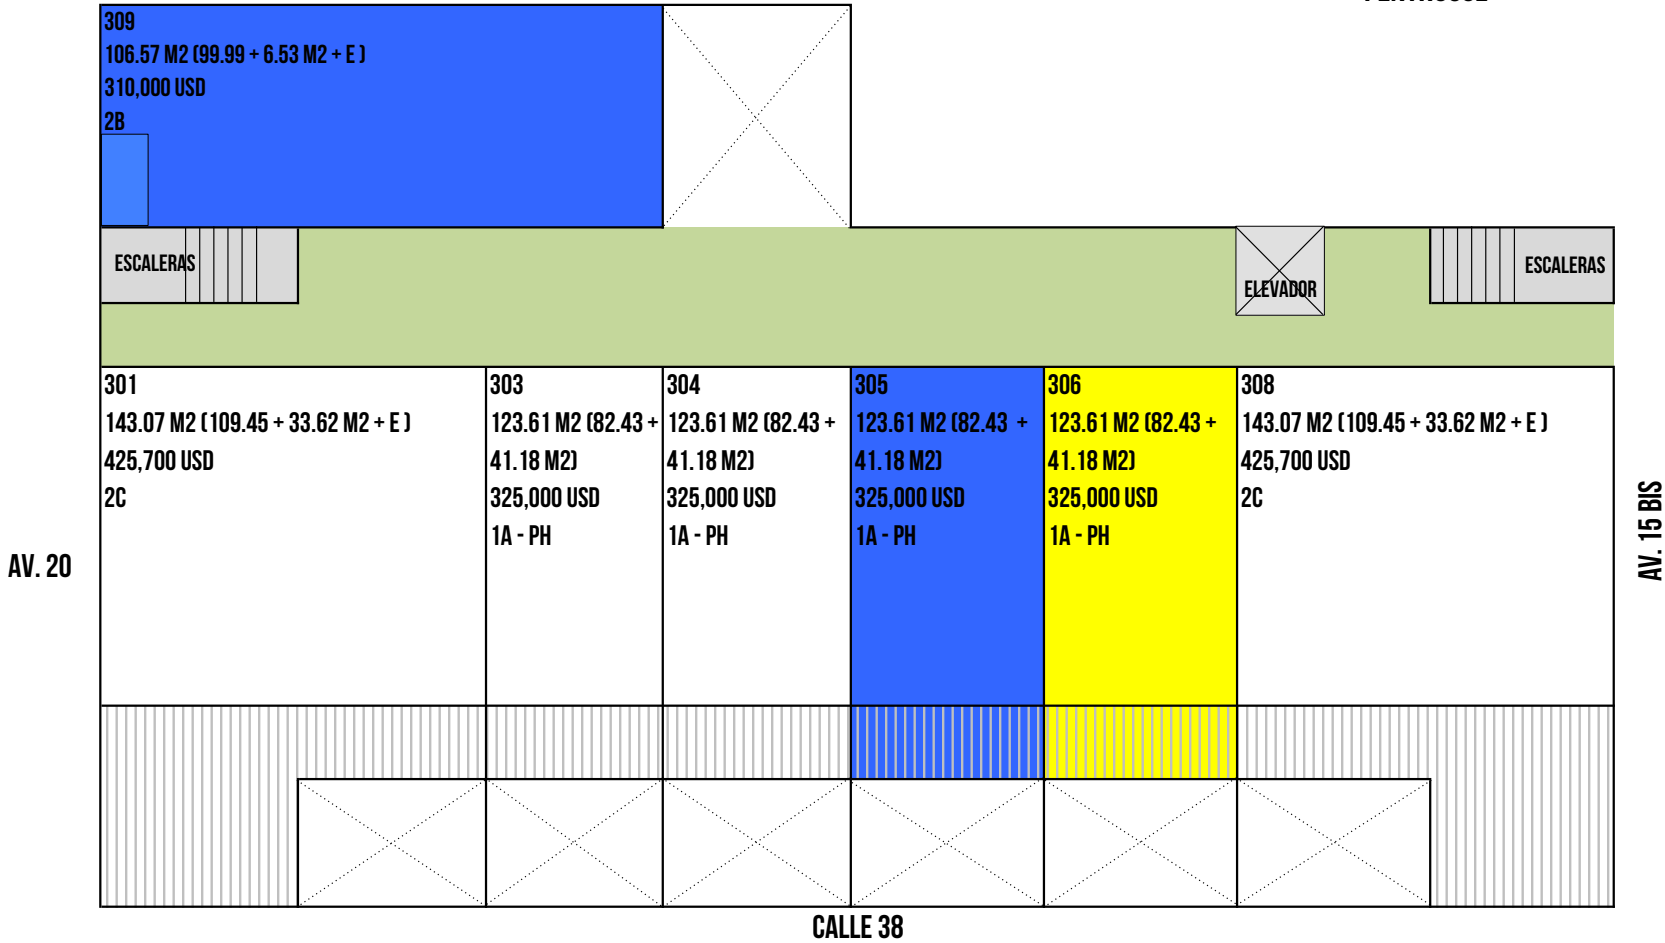 309
106.57 M2 (99.99 + 6.53 M2 + E )
310,000 USD
2B
ESCALERAS
ELEVADOR
ESCALERAS
301
143.07 M2 (109.45 + 33.62 M2 + E )
425,700 USD
2C
303
123.61 M2 (82.43 +
41.18 M2)
325,000 USD
1A - PH
304
123.61 M2 (82.43 +
41.18 M2)
325,000 USD
1A - PH
305
123.61 M2 (82.43 +
41.18 M2)
325,000 USD
1A - PH
306
123.61 M2 (82.43 +
41.18 M2)
325,000 USD
1A - PH
308
143.07 M2 (109.45 + 33.62 M2 + E )
425,700 USD
2C
AV. 20
AV. 15 BIS
CALLE 38